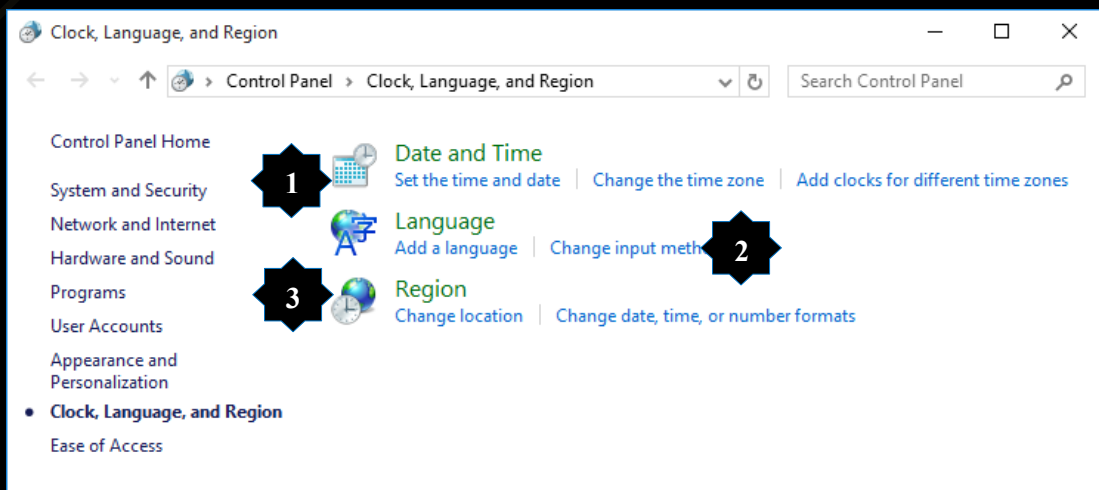 Clock, Language, and Region
Control Panel > Clock, Language, and Region
Search Control Panel
Control Panel Home
System and Security
Network and Internet
Hardware and Sound
Programs
User Accounts
Appearance and
Personalization
Clock, Language, and Region
Ease of Access
1
Date and Time
Set the time and date | Change the time zone | Add clocks for different time zones
Language
Add a language | Change input
2
3
Region
Change location | Change date, time, or number formats